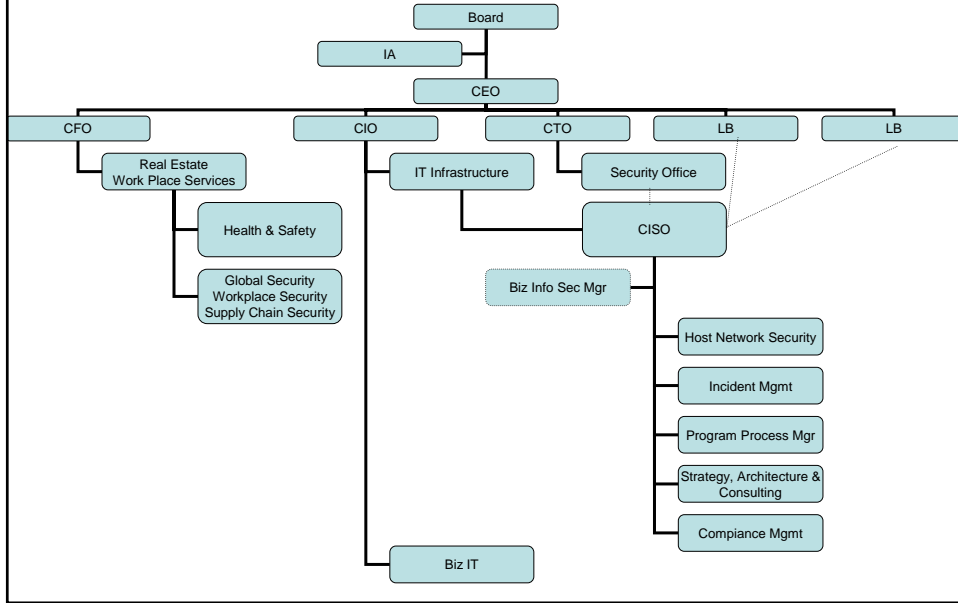 Board
IA
CEO
CFO
CIO
CTO
LB
LB
Real Estate
Work Place Services
IT Infrastructure
Security Office
Health & Safety
CISO
Global Security
Workplace Security
Supply Chain Security
Biz Info Sec Mgr
Host Network Security
Incident Mgmt
Program Process Mgr
Strategy, Architecture &
Consulting
Compiance Mgmt
Biz IT